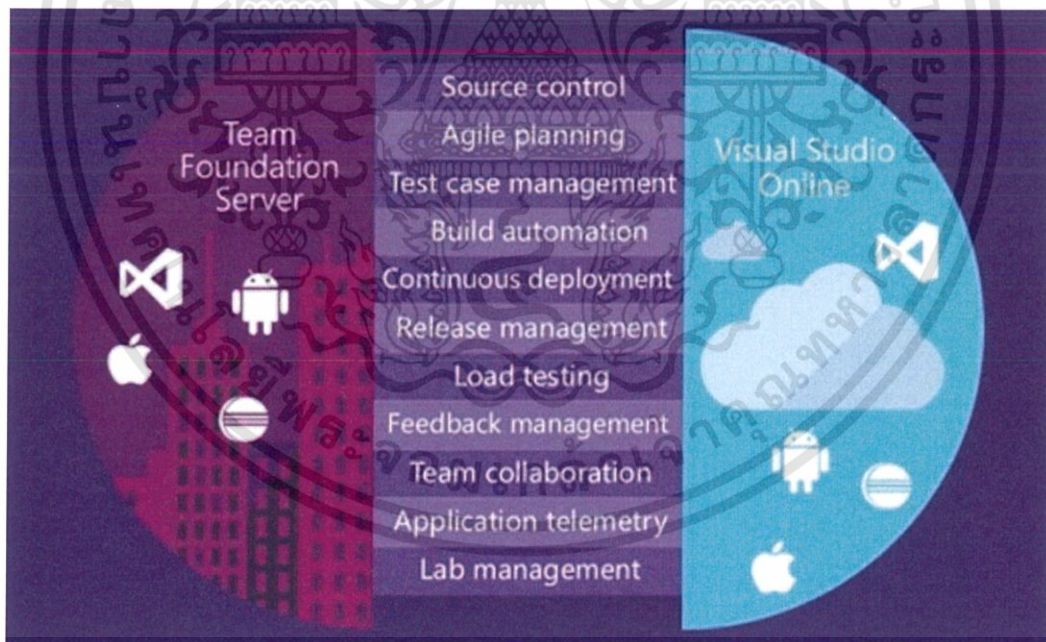 Team
Foundation
Server
Source control
Agile planning
Test case management
Build automation
Continuous deployment
Release management
Load testing
Feedback management
Team collaboration
Application telemetry
Lab management
Visual Studio
Online